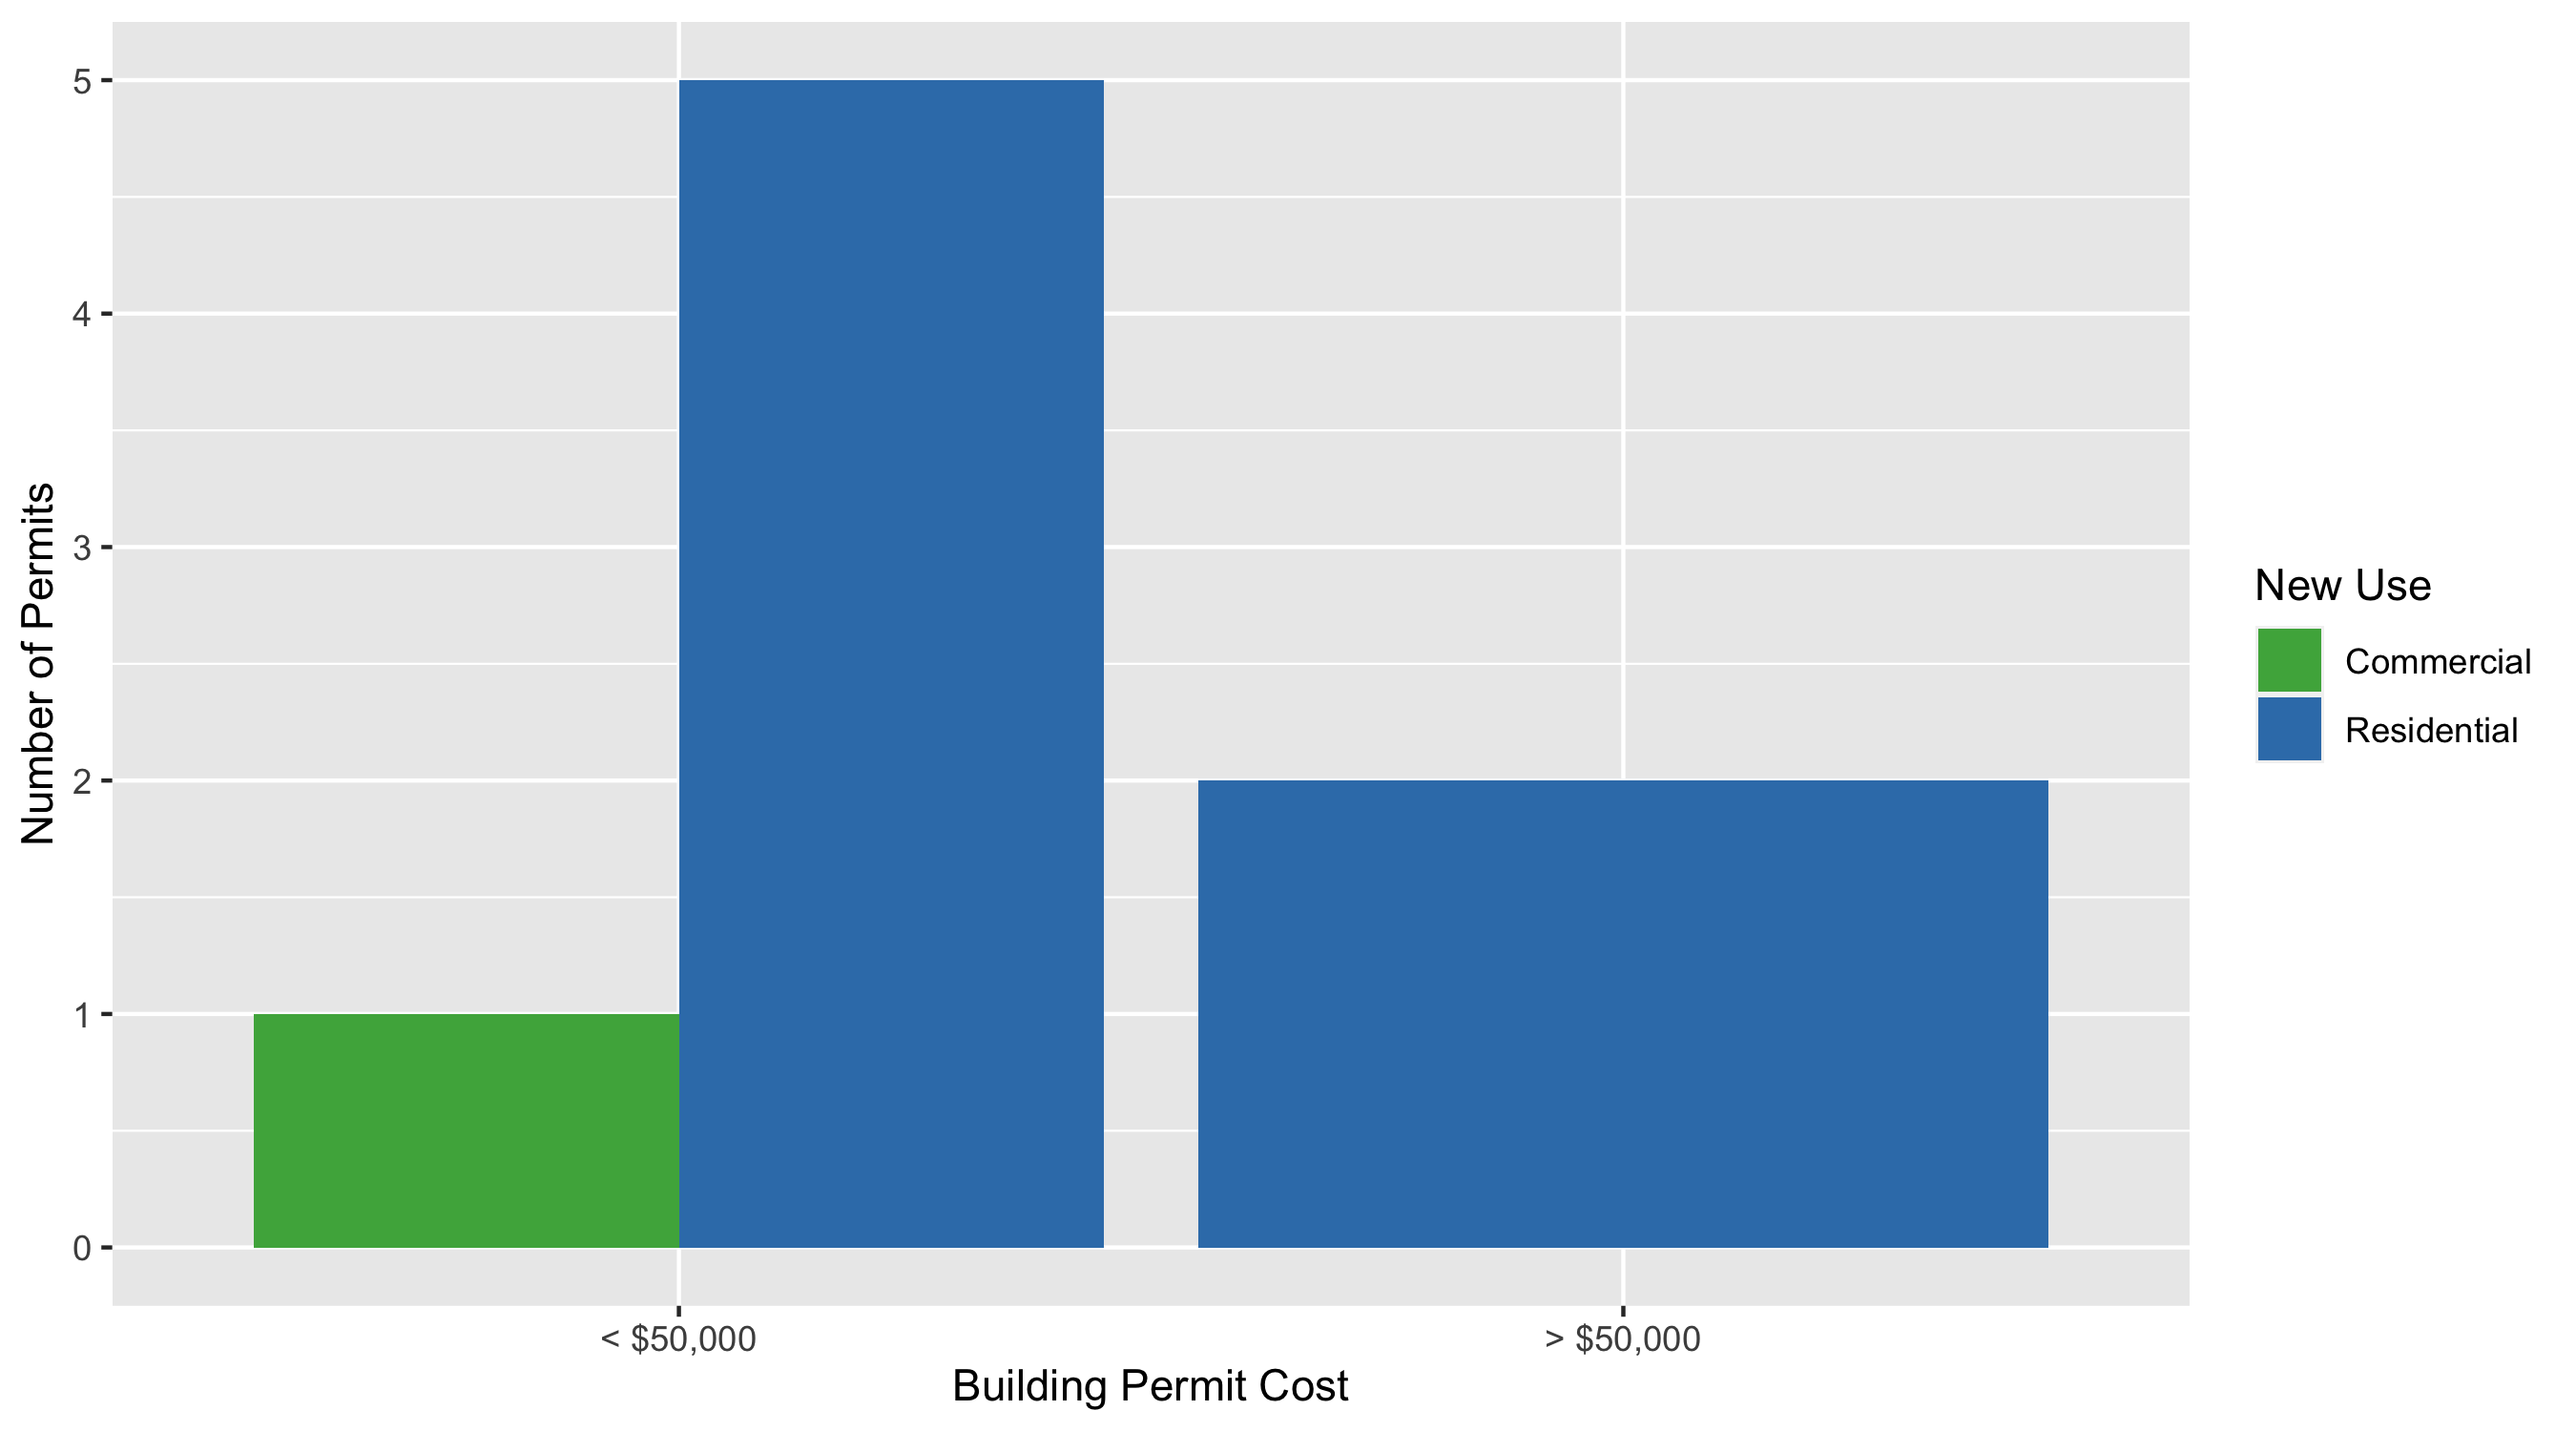 5
4
3
2
1
0
Number of Permits
< $50,000
> $50,000
Building Permit Cost
New Use
Commercial
Residential